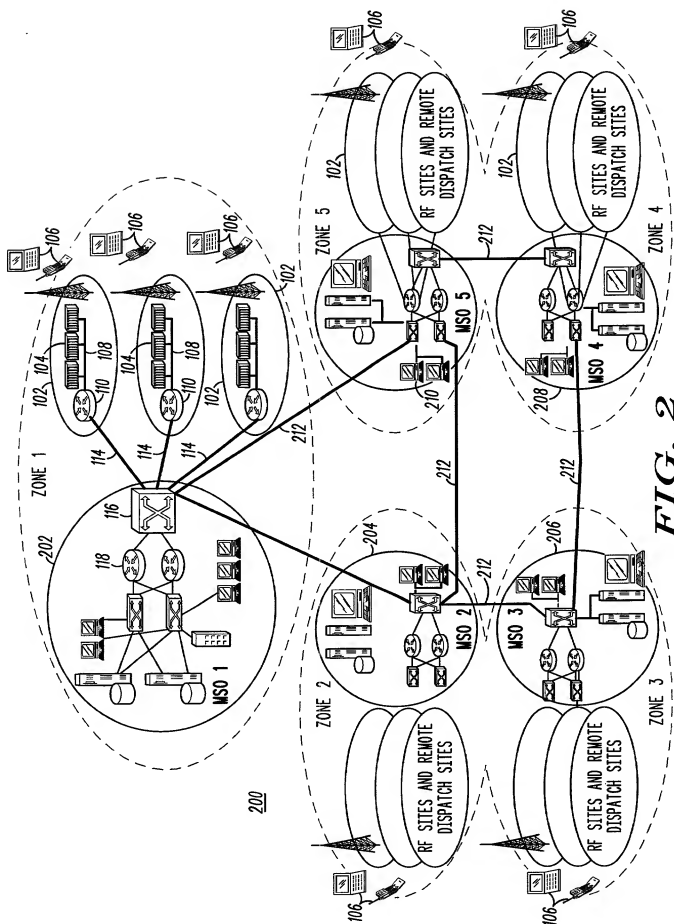 ZONE 1
202
116
118
MSO 1
114
114
114
110
110
102
102
102
102
104
104
108
108
106
106
106
212
200
ZONE 2
204
MSO 2
RF SITES AND REMOTE
DISPATCH SITES
106
212
ZONE 5
102
106
MSO 5
210
RF SITES AND REMOTE
DISPATCH SITES
212
212
ZONE 3
206
MSO 3
RF SITES AND REMOTE
DISPATCH SITES
106
212
ZONE 4
102
106
MSO 4
208
RF SITES AND REMOTE
DISPATCH SITES
FIG. 2